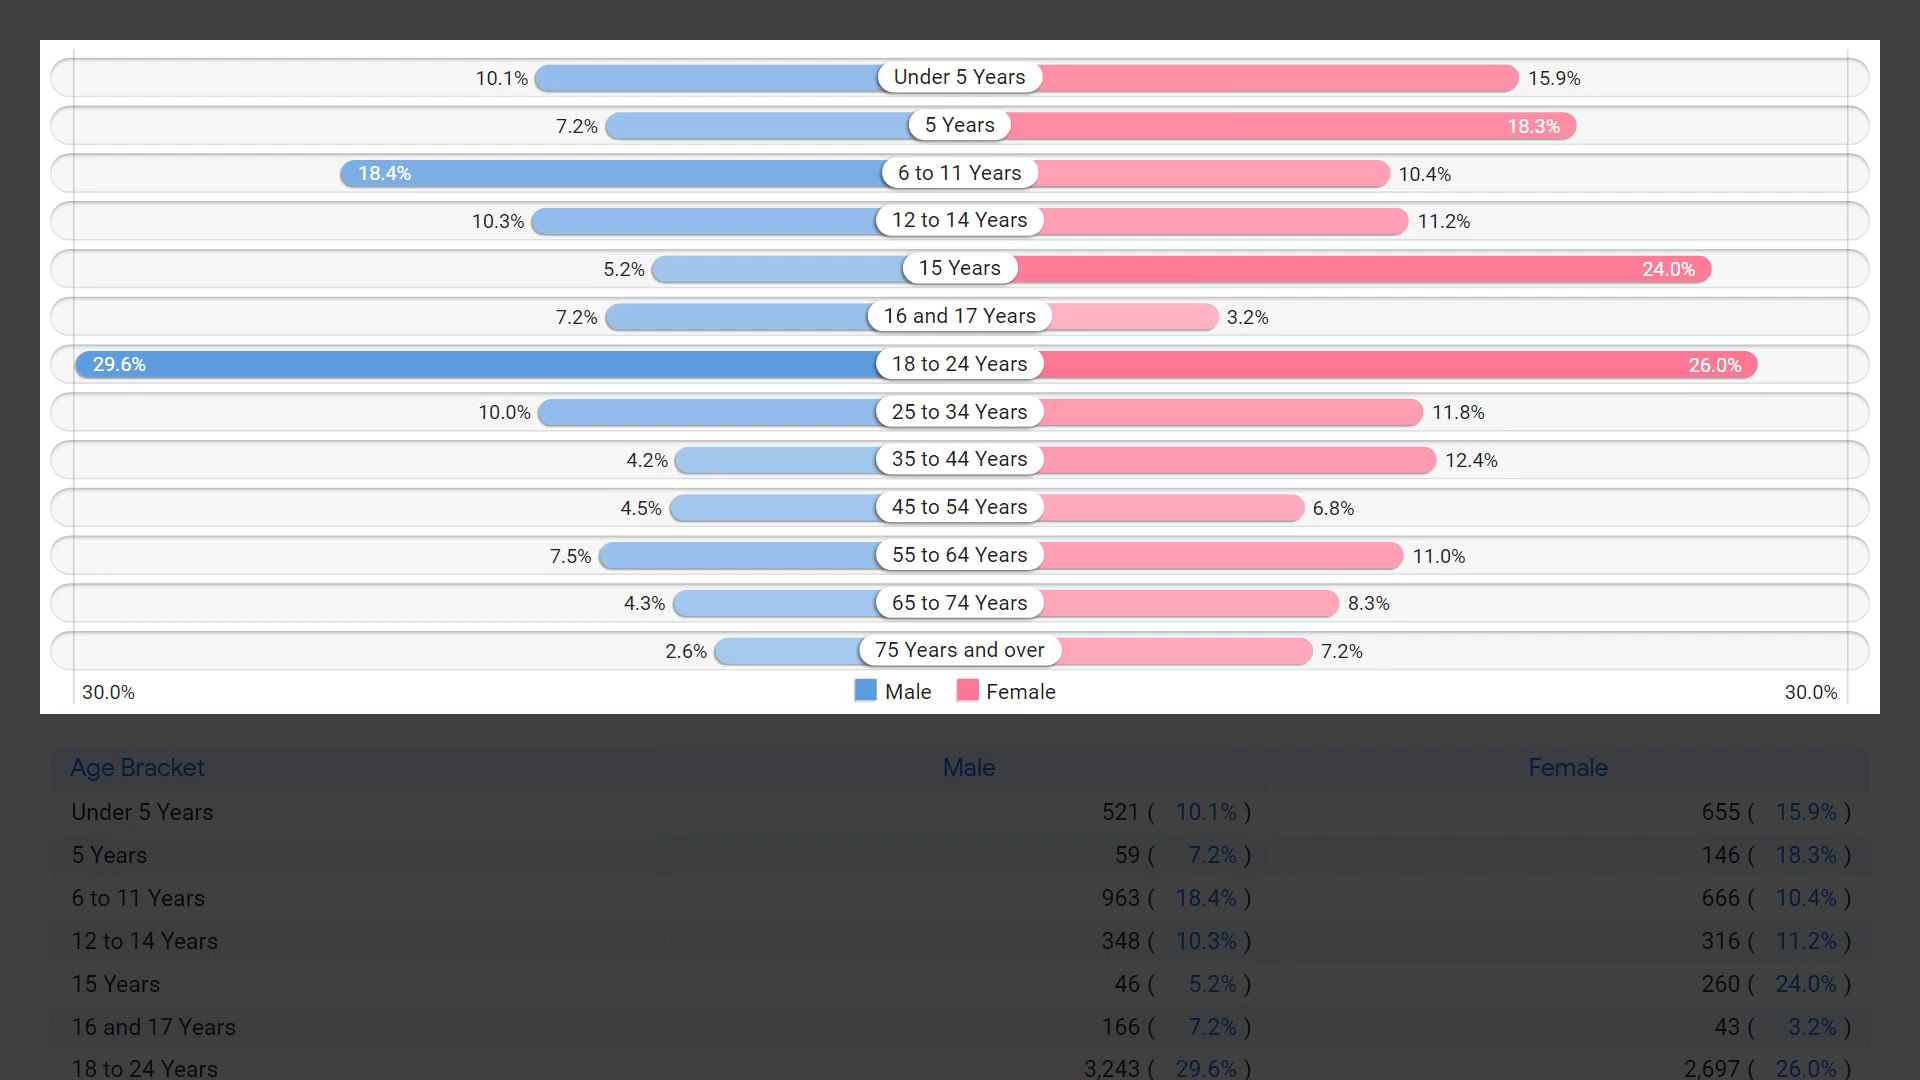 10.1% Under 5 Years 15.9%
7.2% 5 Years 18.3%
18.4% 6 to 11 Years 10.4%
10.3% 12 to 14 Years 11.2%
5.2% 15 Years 24.0%
7.2% 16 and 17 Years 3.2%
29.6% 18 to 24 Years 26.0%
10.0% 25 to 34 Years 11.8%
4.2% 35 to 44 Years 12.4%
4.5% 45 to 54 Years 6.8%
7.5% 55 to 64 Years 11.0%
4.3% 65 to 74 Years 8.3%
2.6% 75 Years and over 7.2%
30.0% Male Female 30.0%
Age Bracket Male Female
Under 5 Years 521 ( 10.1% ) 655 ( 15.9% )
5 Years 59 ( 7.2% ) 146 ( 18.3% )
6 to 11 Years 963 ( 18.4% ) 666 ( 10.4% )
12 to 14 Years 348 ( 10.3% ) 316 ( 11.2% )
15 Years 46 ( 5.2% ) 260 ( 24.0% )
16 and 17 Years 166 ( 7.2% ) 43 ( 3.2% )
18 to 24 Years 3,243 ( 29.6% ) 2,697 ( 26.0% )